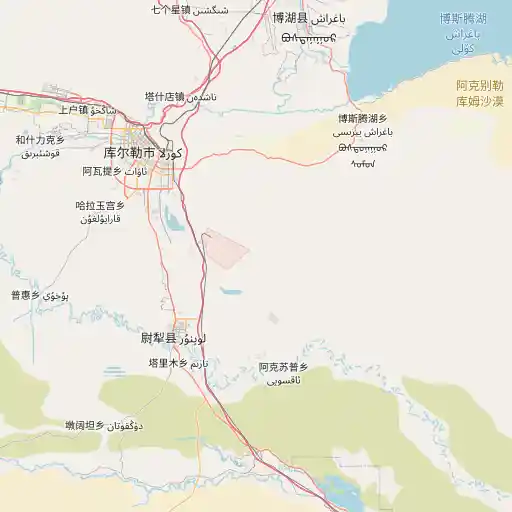 七个星镇 شىگشىن
博湖县 باغراش
博斯腾湖
باغراش
كۆلى
阿克别勒
库姆沙漠
塔什店镇 تاشدەن
上户镇 شاڭخۇ
博斯腾湖乡
باغراش يېزىسى
和什力克乡
قوشئېرىق
库尔勒市 كورلا
阿瓦提乡 ئاۋات
哈拉玉宫乡
قارايۇلغۇن
普惠乡 پۇخۇي
尉犁县 لوپنۇر
塔里木乡 تارىم
阿克苏普乡
ئاقسوپى
墩阔坦乡 دۆڭقوتان